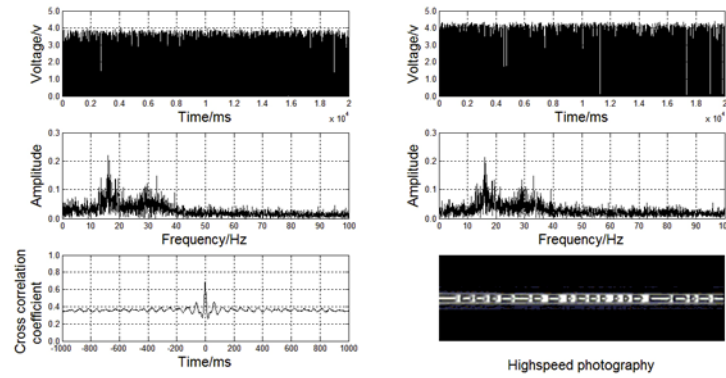 Voltage/v
5.0
4.0
3.0
2.0
1.0
0.0
0 0.2 0.4 0.6 0.8 1.0 1.2 1.4 1.6 1.8 2.0
Time/ms
× 10⁴
Voltage/v
5.0
4.0
3.0
2.0
1.0
0.0
0 0.2 0.4 0.6 0.8 1.0 1.2 1.4 1.6 1.8 2.0
Time/ms
× 10⁴
Amplitude
0.3
0.2
0.1
0.0
0 10 20 30 40 50 60 70 80 90 100
Frequency/Hz
Amplitude
0.3
0.2
0.1
0.0
0 10 20 30 40 50 60 70 80 90 100
Frequency/Hz
Cross correlation
coefficient
1.0
0.8
0.6
0.4
0.2
0.0
-1000 -800 -600 -400 -200 0 200 400 600 800 1000
Time/ms
Highspeed photography